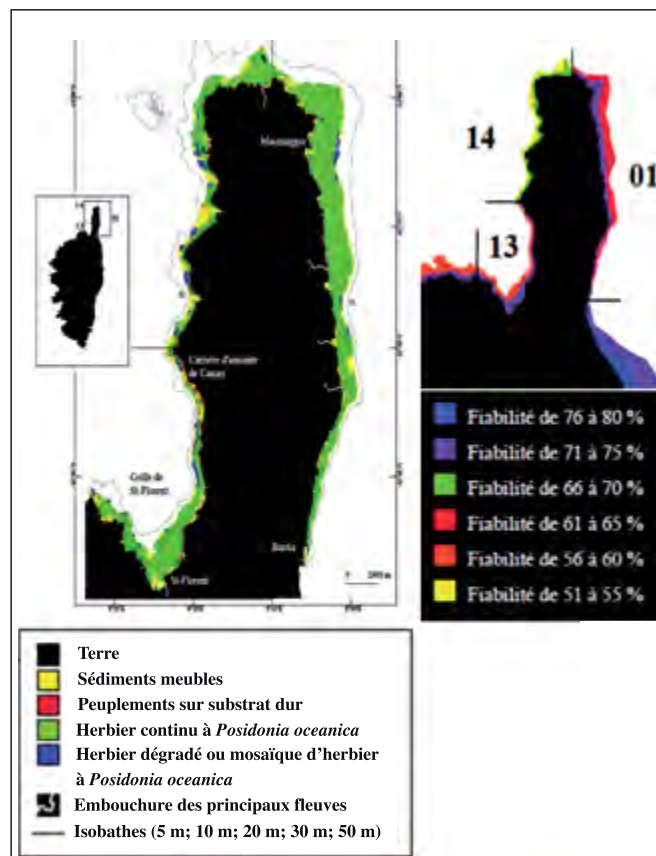 Macinaggio
14
01
13
Carrière d'amiante
de Canari
Golfe de
St-Florent
Bastia
St-Florent
Fiabilité de 76 à 80 %
Fiabilité de 71 à 75 %
Fiabilité de 66 à 70 %
Fiabilité de 61 à 65 %
Fiabilité de 56 à 60 %
Fiabilité de 51 à 55 %
Terre
Sédiments meubles
Peuplements sur substrat dur
Herbier continu à Posidonia oceanica
Herbier dégradé ou mosaïque d'herbier
à Posidonia oceanica
Embouchure des principaux fleuves
Isobathes (5 m; 10 m; 20 m; 30 m; 50 m)